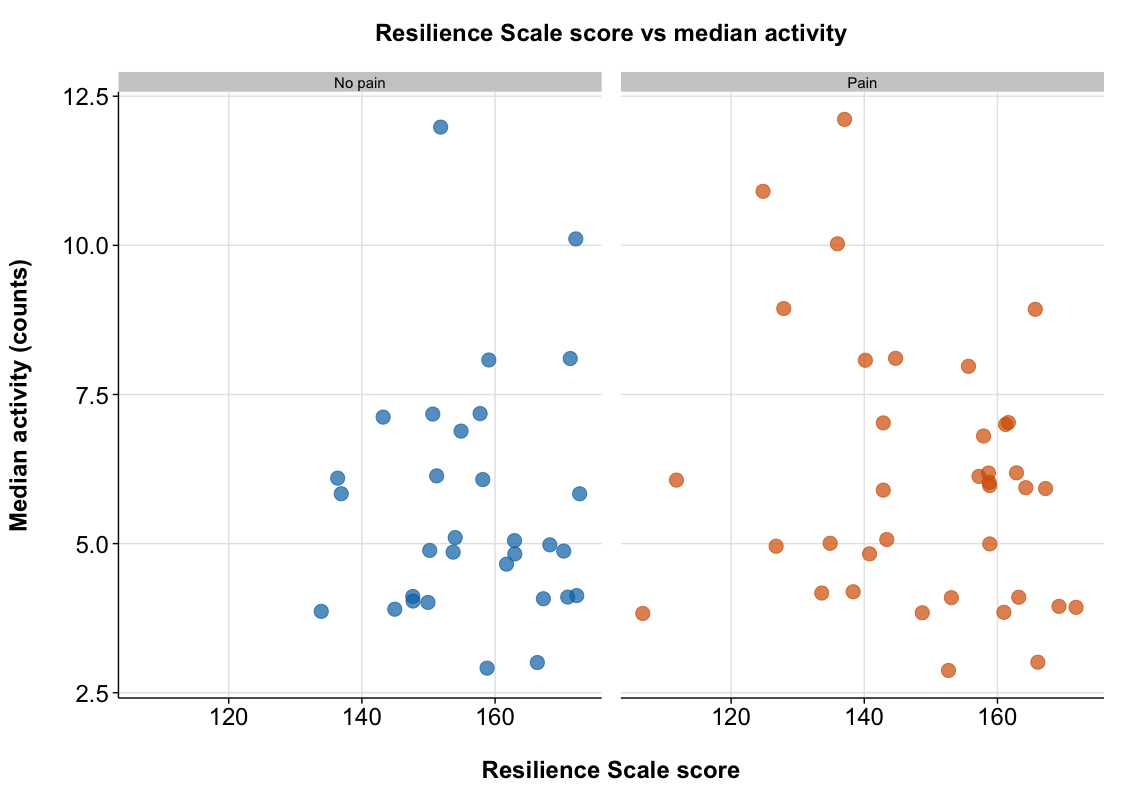 Resilience Scale score vs median activity
No pain
Pain
Median activity (counts)
12.5
10.0
7.5
5.0
2.5
120 140 160
120 140 160
Resilience Scale score